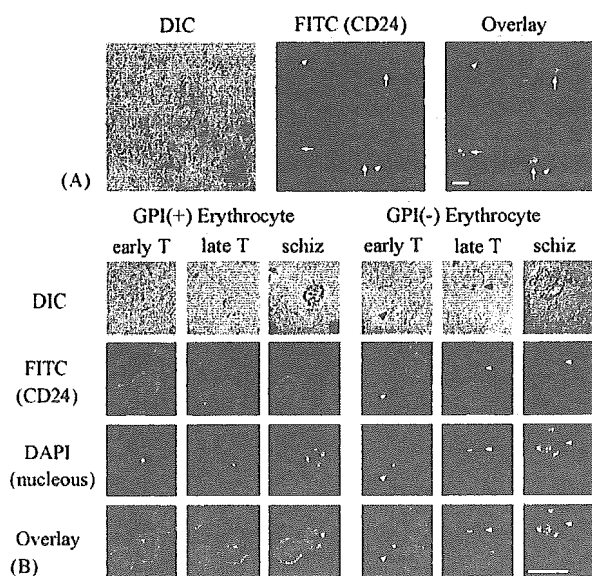 DIC FITC (CD24) Overlay
(A)
GPI(+) Erythrocyte GPI(-) Erythrocyte
early T late T schiz early T late T schiz
DIC
FITC
(CD24)
DAPI
(nucleous)
Overlay
(B)